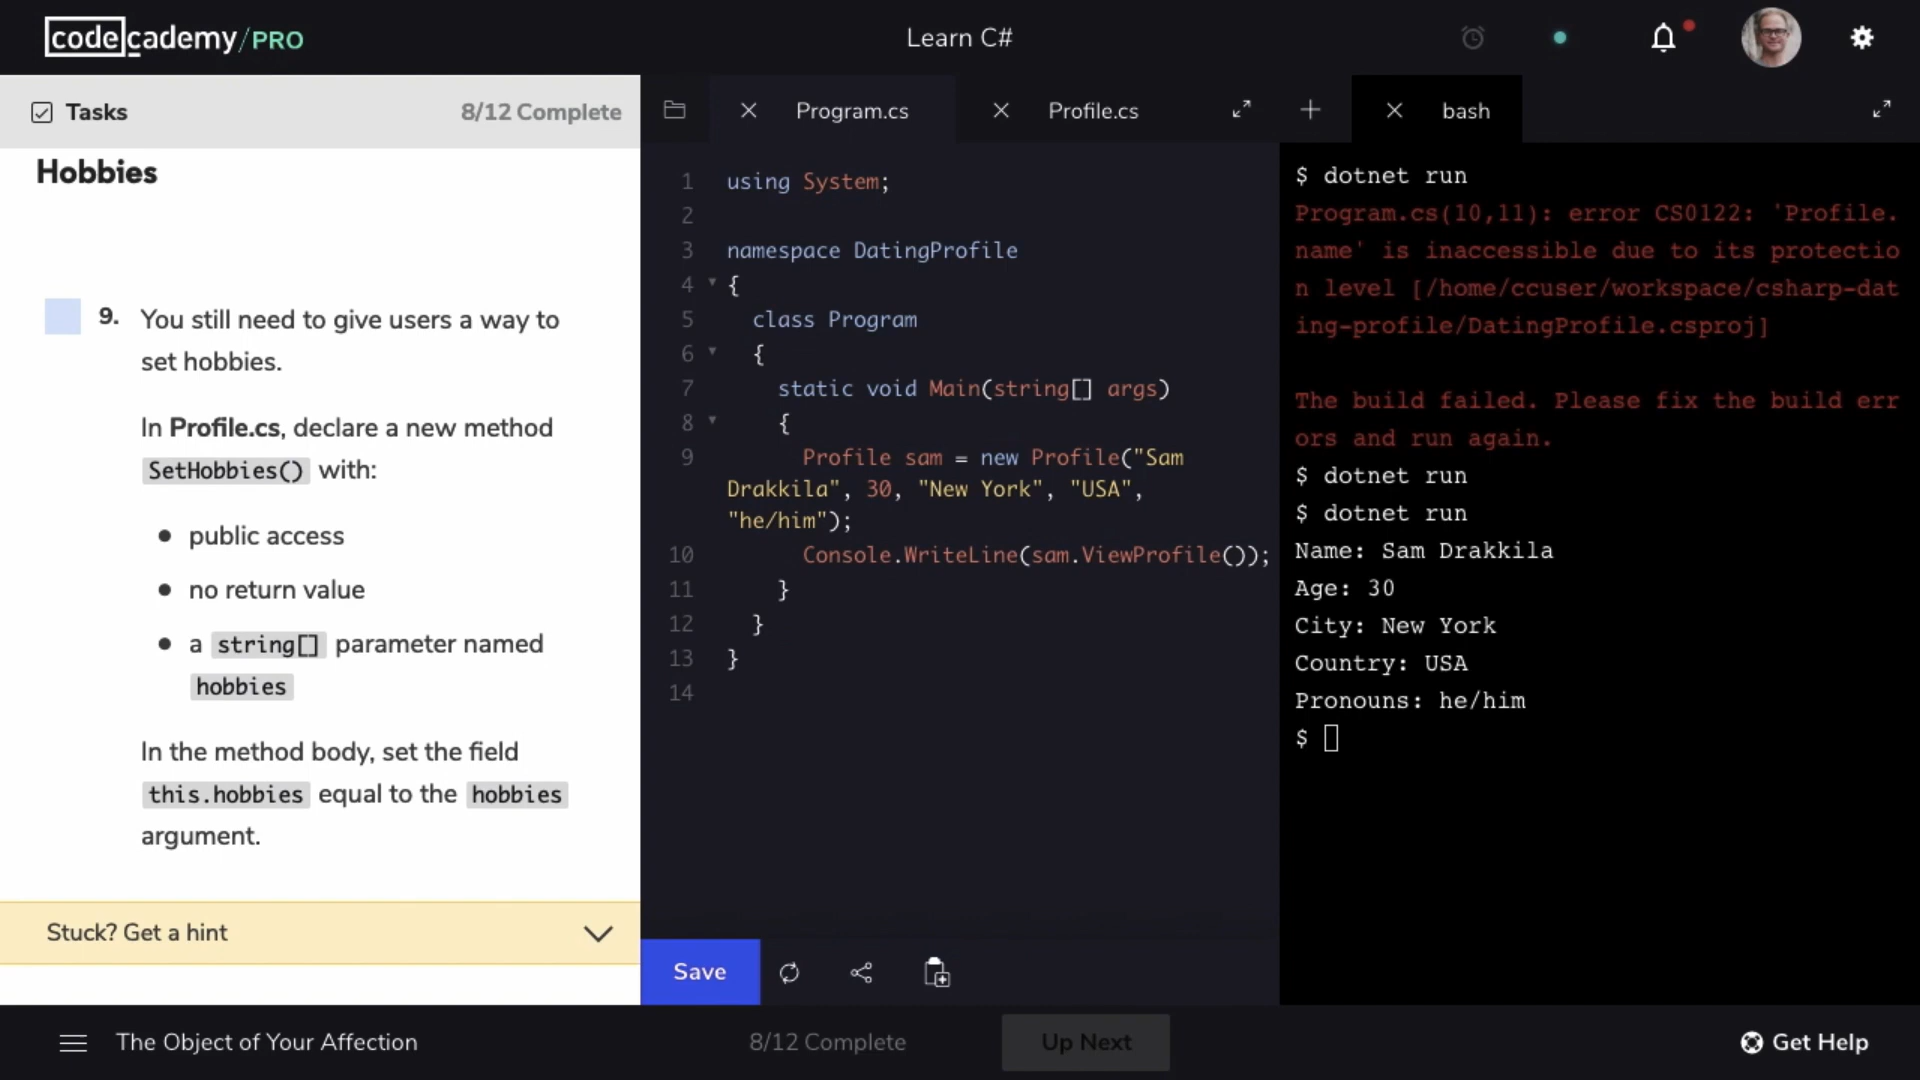 codecademy/PRO
Learn C#
Tasks
8/12 Complete
Hobbies
9. You still need to give users a way to
set hobbies.
In Profile.cs, declare a new method
SetHobbies() with:
• public access
• no return value
• a string[] parameter named
hobbies
In the method body, set the field
this.hobbies equal to the hobbies
argument.
Stuck? Get a hint
Program.cs
Profile.cs
1 using System;
2
3 namespace DatingProfile
4 {
5 class Program
6 {
7 static void Main(string[] args)
8 {
9 Profile sam = new Profile("Sam
Drakkila", 30, "New York", "USA",
"he/him");
10 Console.WriteLine(sam.ViewProfile());
11 }
12 }
13 }
14
Save
bash
$ dotnet run
Program.cs(10,11): error CS0122: 'Profile.
name' is inaccessible due to its protectio
n level [/home/ccuser/workspace/csharp-dat
ing-profile/DatingProfile.csproj]
The build failed. Please fix the build err
ors and run again.
$ dotnet run
$ dotnet run
Name: Sam Drakkila
Age: 30
City: New York
Country: USA
Pronouns: he/him
$
The Object of Your Affection
8/12 Complete
Up Next
Get Help